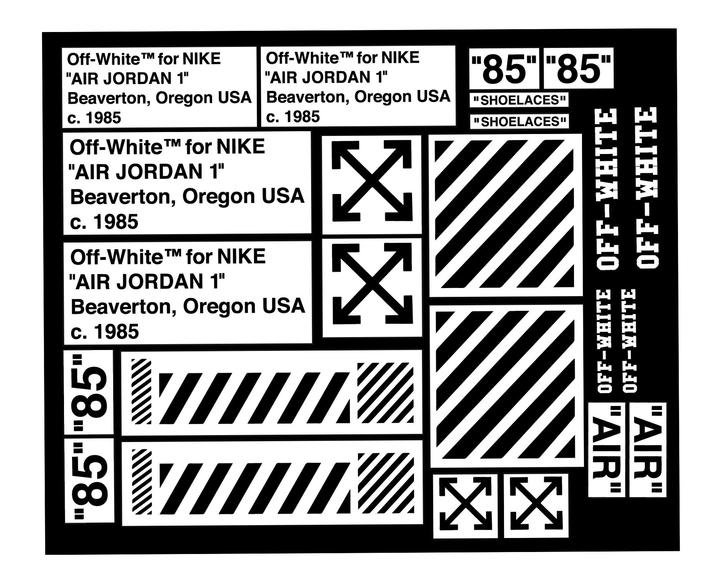 Off-White™ for NIKE
"AIR JORDAN 1"
Beaverton, Oregon USA
c. 1985
Off-White™ for NIKE
"AIR JORDAN 1"
Beaverton, Oregon USA
c. 1985
"85"
"85"
"SHOELACES"
"SHOELACES"
Off-White™ for NIKE
"AIR JORDAN 1"
Beaverton, Oregon USA
c. 1985
OFF-WHITE
OFF-WHITE
Off-White™ for NIKE
"AIR JORDAN 1"
Beaverton, Oregon USA
c. 1985
OFF-WHITE
OFF-WHITE
"85"
"85"
"AIR"
"AIR"